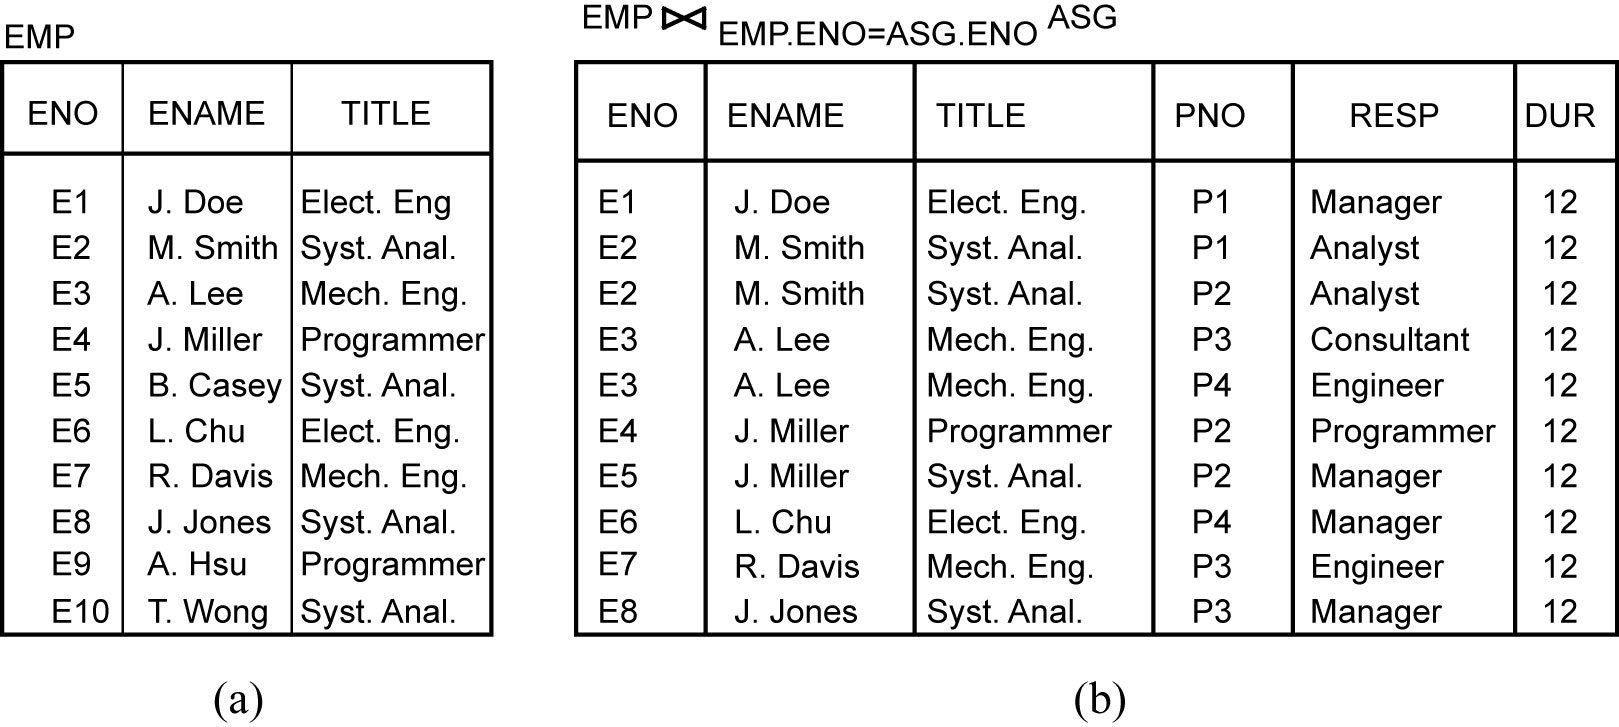 EMP
ENO ENAME TITLE
E1 J. Doe Elect. Eng
E2 M. Smith Syst. Anal.
E3 A. Lee Mech. Eng.
E4 J. Miller Programmer
E5 B. Casey Syst. Anal.
E6 L. Chu Elect. Eng.
E7 R. Davis Mech. Eng.
E8 J. Jones Syst. Anal.
E9 A. Hsu Programmer
E10 T. Wong Syst. Anal.
(a)
EMP ⋈ EMP.ENO=ASG.ENO ASG
ENO ENAME TITLE PNO RESP DUR
E1 J. Doe Elect. Eng. P1 Manager 12
E2 M. Smith Syst. Anal. P1 Analyst 12
E2 M. Smith Syst. Anal. P2 Analyst 12
E3 A. Lee Mech. Eng. P3 Consultant 12
E3 A. Lee Mech. Eng. P4 Engineer 12
E4 J. Miller Programmer P2 Programmer 12
E5 J. Miller Syst. Anal. P2 Manager 12
E6 L. Chu Elect. Eng. P4 Manager 12
E7 R. Davis Mech. Eng. P3 Engineer 12
E8 J. Jones Syst. Anal. P3 Manager 12
(b)